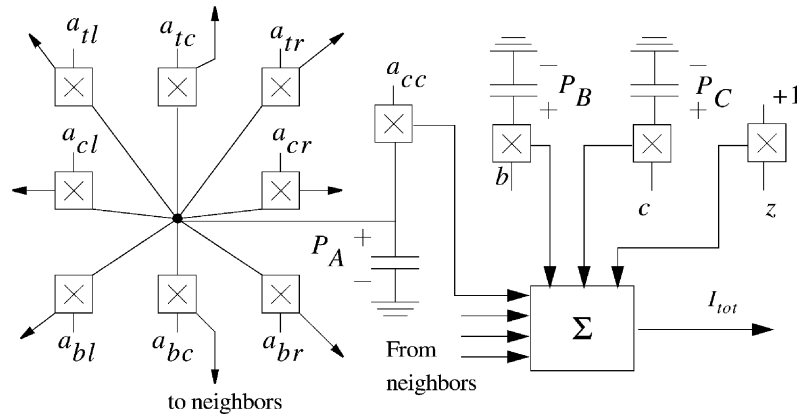 a_tl a_tc a_tr
a_cc
− P_B +
− P_C +
+1
a_cl a_cr
b
c
z
P_A + −
Σ
I_tot
a_bl a_bc a_br
From
neighbors
to neighbors